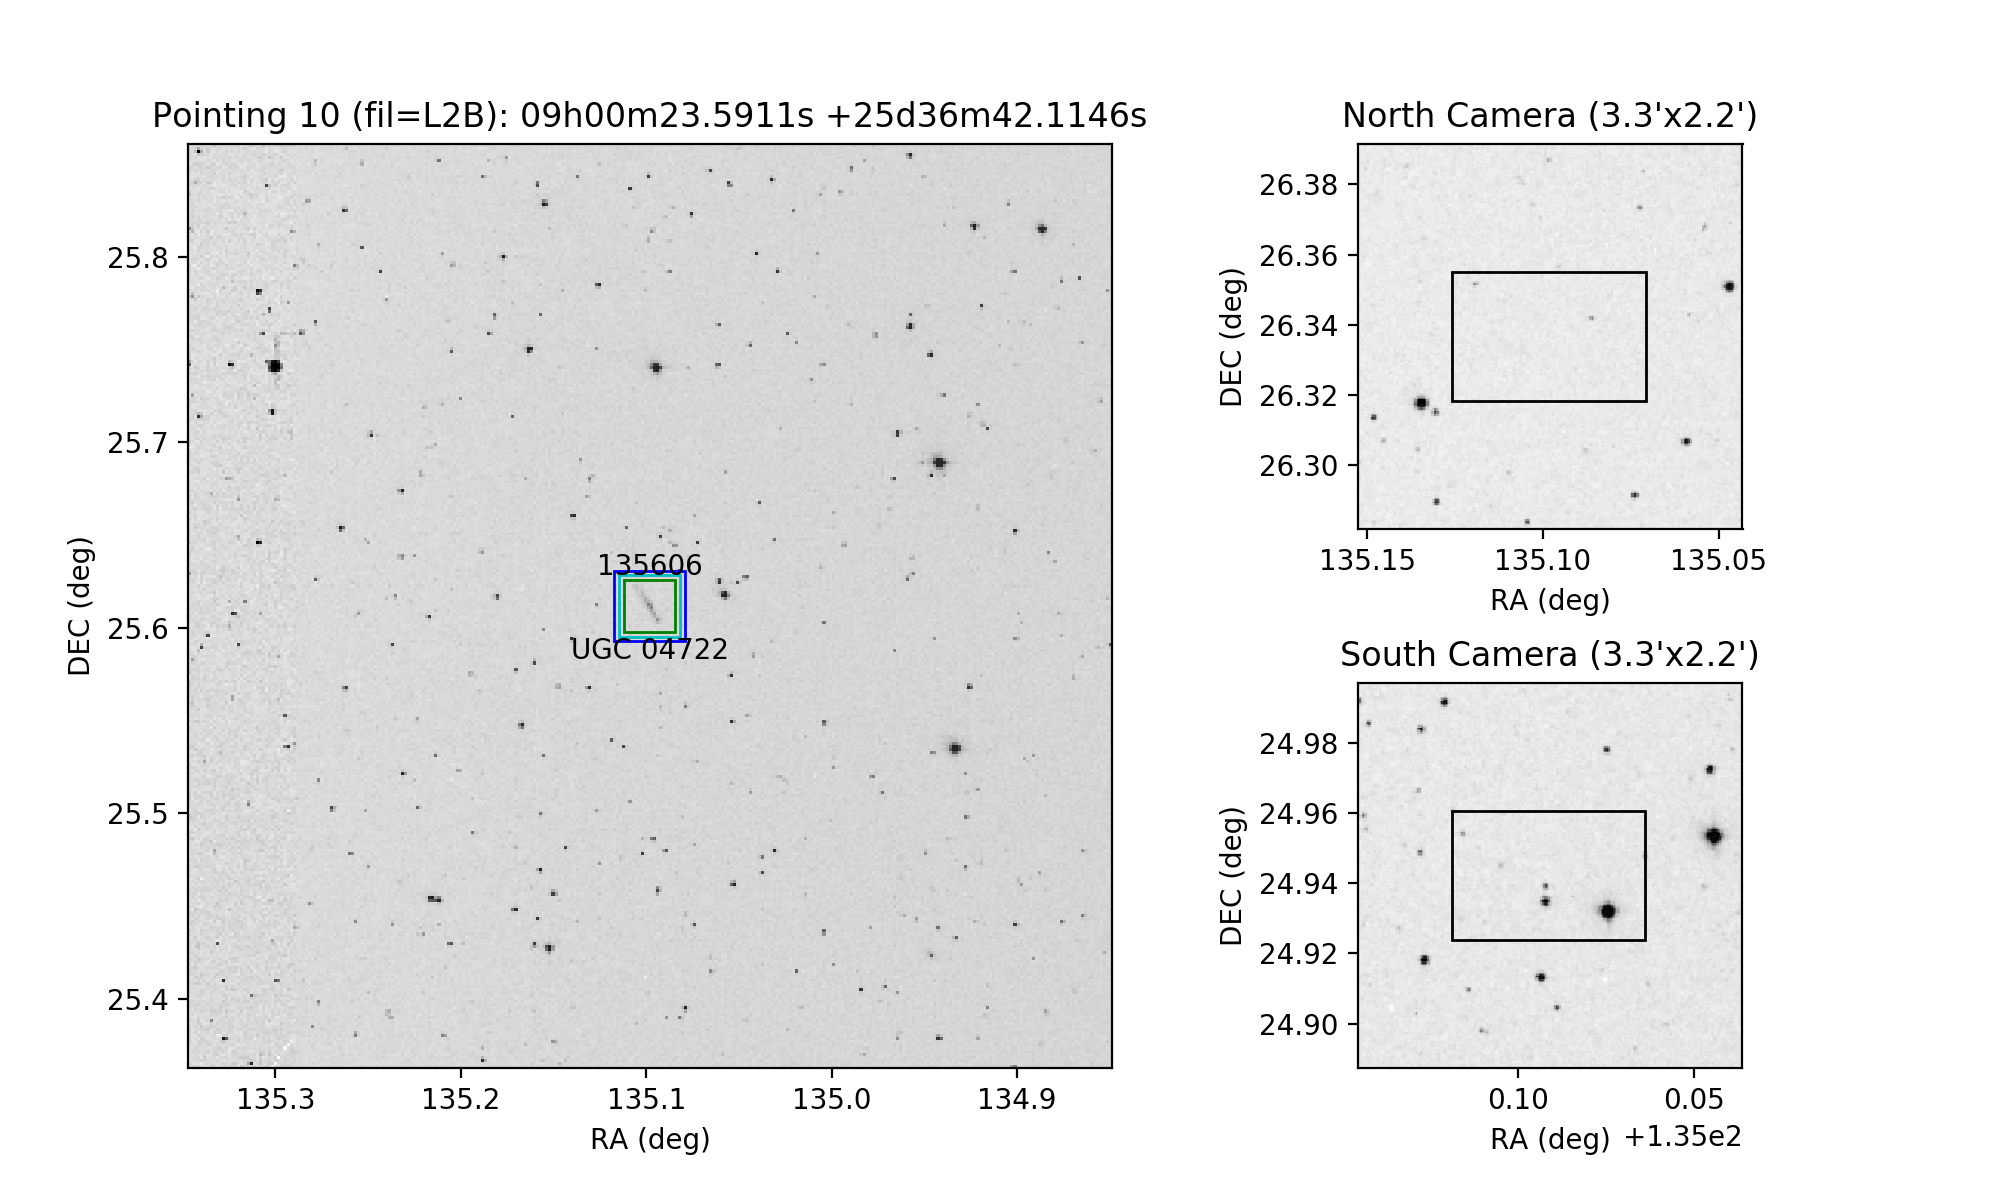 Pointing 10 (fil=L2B): 09h00m23.5911s +25d36m42.1146s
25.8
25.7
25.6
25.5
25.4
DEC (deg)
135606
UGC 04722
135.3 135.2 135.1 135.0 134.9
RA (deg)
North Camera (3.3'x2.2')
26.38
26.36
26.34
26.32
26.30
DEC (deg)
135.15 135.10 135.05
RA (deg)
South Camera (3.3'x2.2')
24.98
24.96
24.94
24.92
24.90
DEC (deg)
0.10 0.05
RA (deg) +1.35e2